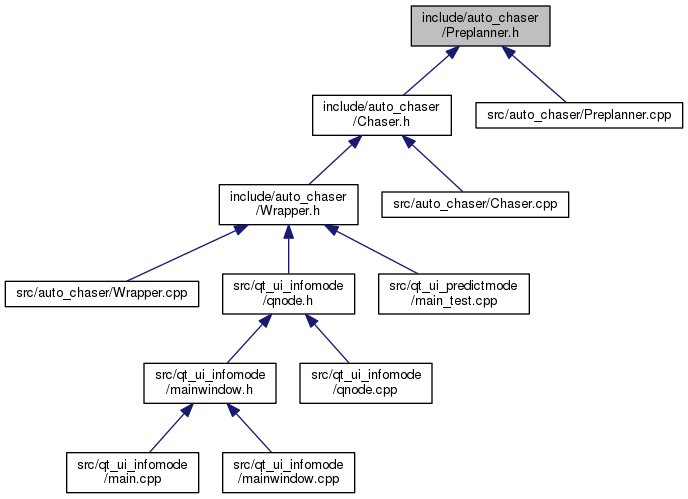 include/auto_chaser
/Preplanner.h
include/auto_chaser
/Chaser.h
src/auto_chaser/Preplanner.cpp
include/auto_chaser
/Wrapper.h
src/auto_chaser/Chaser.cpp
src/auto_chaser/Wrapper.cpp
src/qt_ui_infomode
/qnode.h
src/qt_ui_predictmode
/main_test.cpp
src/qt_ui_infomode
/mainwindow.h
src/qt_ui_infomode
/qnode.cpp
src/qt_ui_infomode
/main.cpp
src/qt_ui_infomode
/mainwindow.cpp